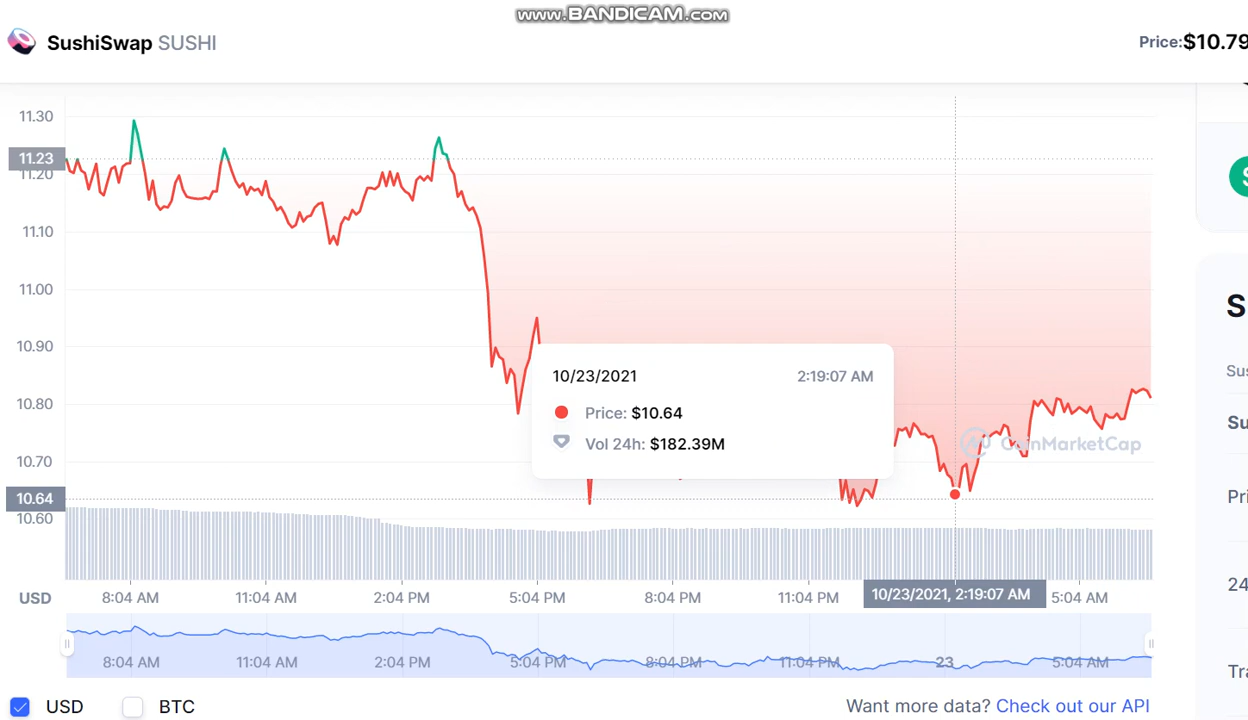 www.BANDICAM.com
SushiSwap SUSHI
Price:$10.79
11.30
11.23
11.20
11.10
11.00
10.90
10.80
10.70
10.64
10.60
10/23/2021 2:19:07 AM
Price: $10.64
Vol 24h: $182.39M
CoinMarketCap
USD
8:04 AM 11:04 AM 2:04 PM 5:04 PM 8:04 PM 11:04 PM 10/23/2021, 2:19:07 AM 5:04 AM
8:04 AM 11:04 AM 2:04 PM 5:04 PM 8:04 PM 11:04 PM 23 5:04 AM
USD BTC
Want more data? Check out our API
S
Sus
Su
Pri
24
Tra